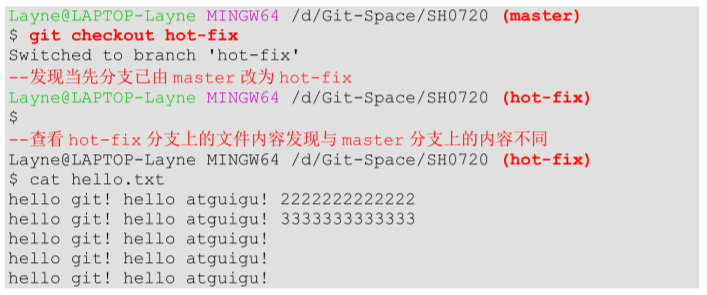 Layne@LAPTOP-Layne MINGW64 /d/Git-Space/SH0720 (master)
$ git checkout hot-fix
Switched to branch 'hot-fix'
--发现当先分支已由 master 改为 hot-fix
Layne@LAPTOP-Layne MINGW64 /d/Git-Space/SH0720 (hot-fix)
$
--查看 hot-fix 分支上的文件内容发现与 master 分支上的内容不同
Layne@LAPTOP-Layne MINGW64 /d/Git-Space/SH0720 (hot-fix)
$ cat hello.txt
hello git! hello atguigu! 2222222222222
hello git! hello atguigu! 3333333333333
hello git! hello atguigu!
hello git! hello atguigu!
hello git! hello atguigu!